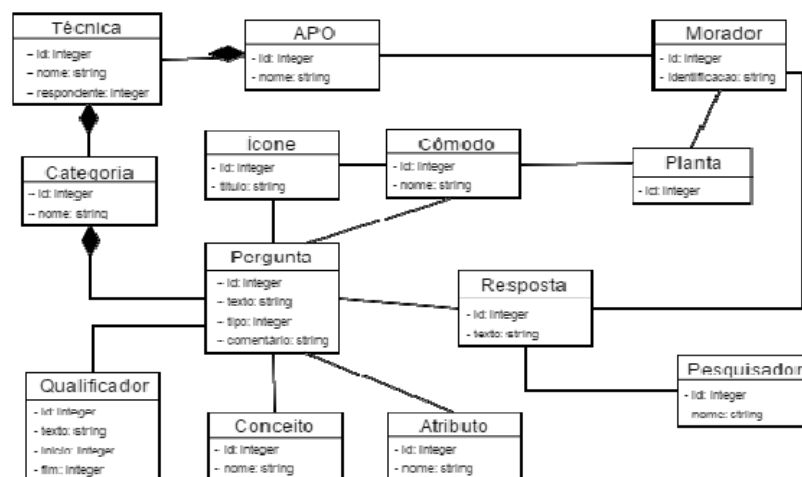 Técnica
- id: integer
- nome: string
- respondente: integer
APO
- id: integer
- nome: string
Morador
- id: integer
- identificacao: string
Categoria
- id: integer
- nome: string
Ícone
- id: integer
- titulo: string
Cômodo
- id: integer
- nome: string
Planta
- id: integer
Pergunta
- id: integer
- texto: string
- tipo: integer
- comentário: string
Resposta
- id: integer
- texto: string
Pesquisador
- id: integer
nome: string
Qualificador
- id: integer
- texto: string
- inicio: integer
- fim: integer
Conceito
- id: integer
- nome: string
Atributo
- id: integer
- nome: string